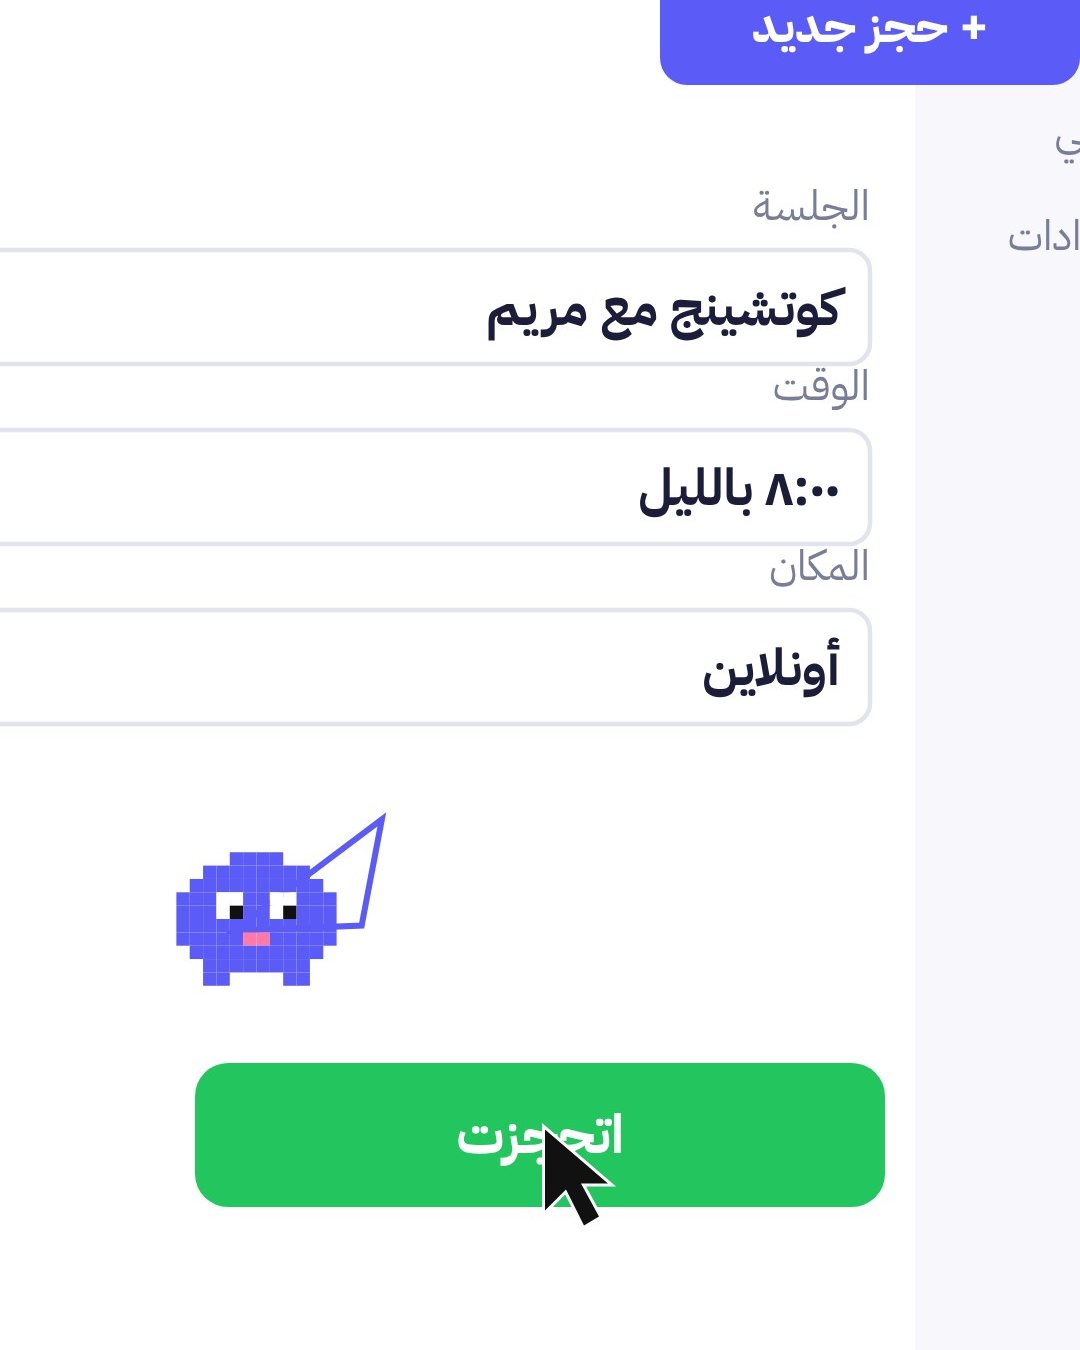 + حجز جديد
الجلسة
كوتشينج مع مريم
الوقت
٨:٠٠ بالليل
المكان
أونلاين
اتحجزت